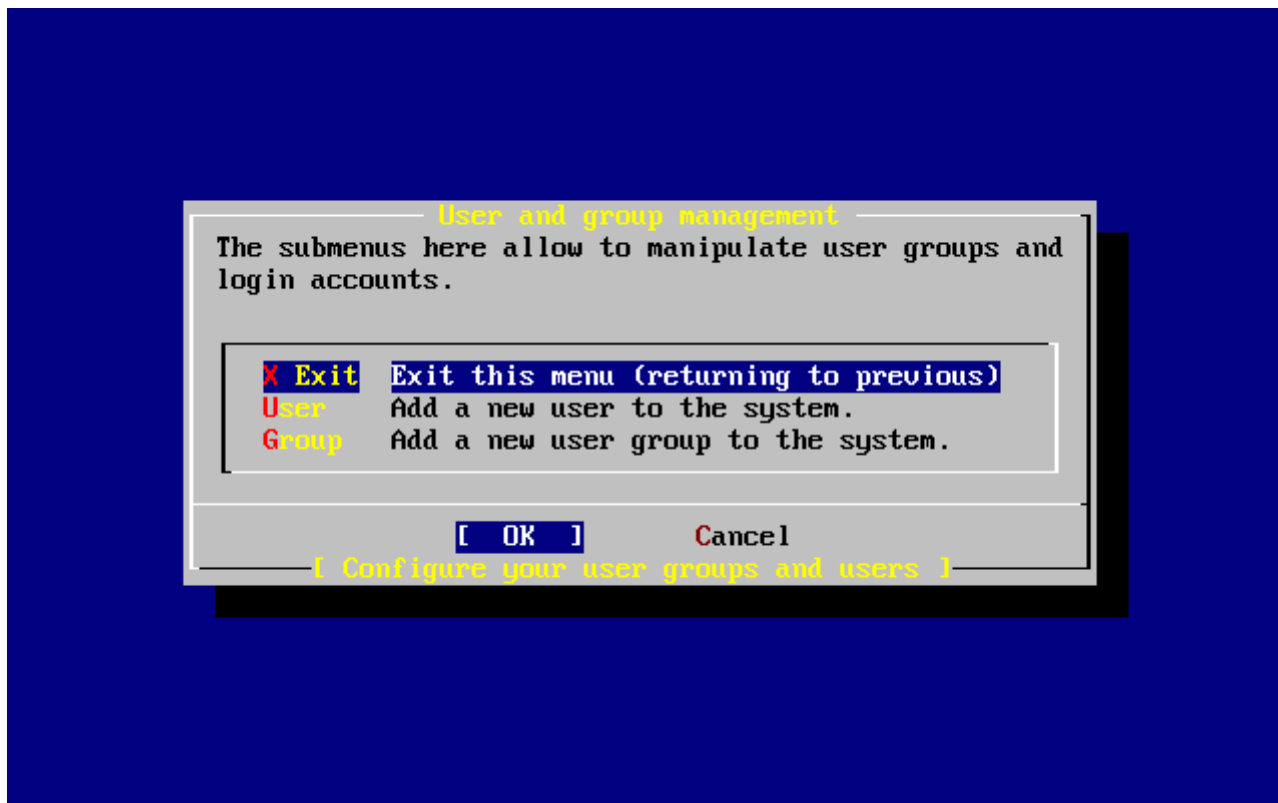 User and group management
The submenus here allow to manipulate user groups and
login accounts.
X Exit Exit this menu (returning to previous)
User Add a new user to the system.
Group Add a new user group to the system.
[ OK ] Cancel
[ Configure your user groups and users ]